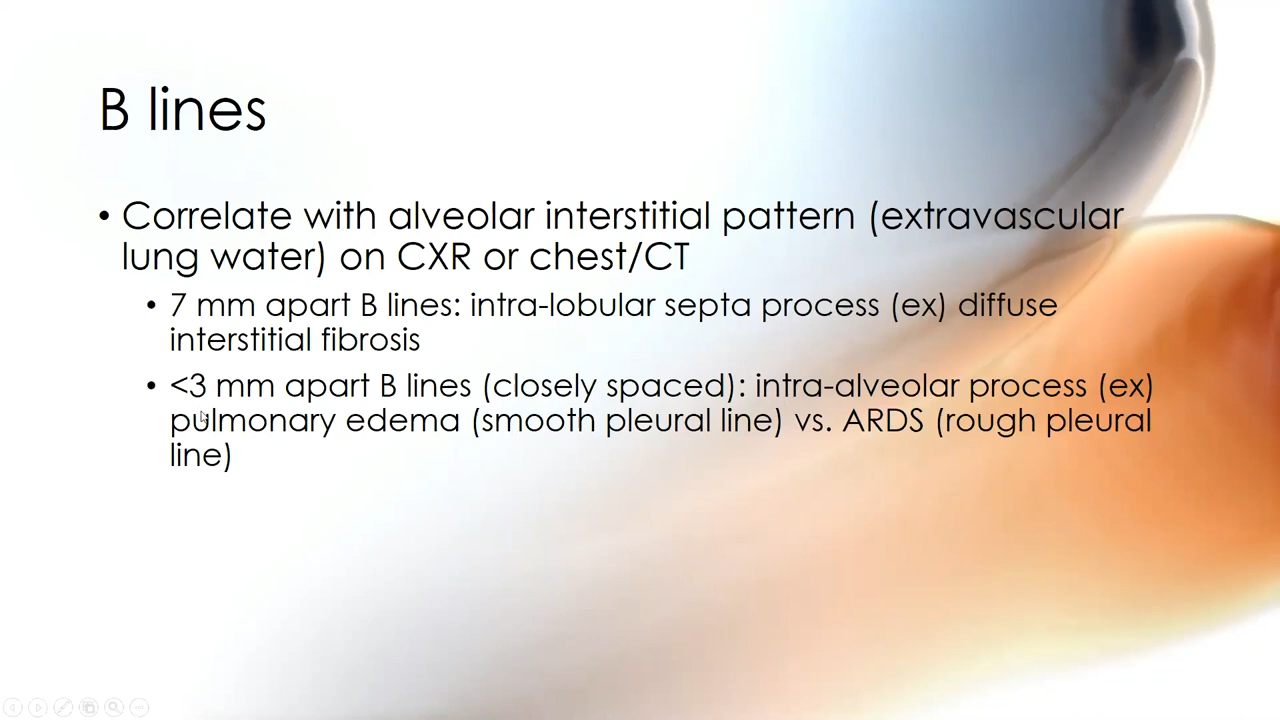 B lines
• Correlate with alveolar interstitial pattern (extravascular
lung water) on CXR or chest/CT
• 7 mm apart B lines: intra-lobular septa process (ex) diffuse
interstitial fibrosis
• <3 mm apart B lines (closely spaced): intra-alveolar process (ex)
pulmonary edema (smooth pleural line) vs. ARDS (rough pleural
line)